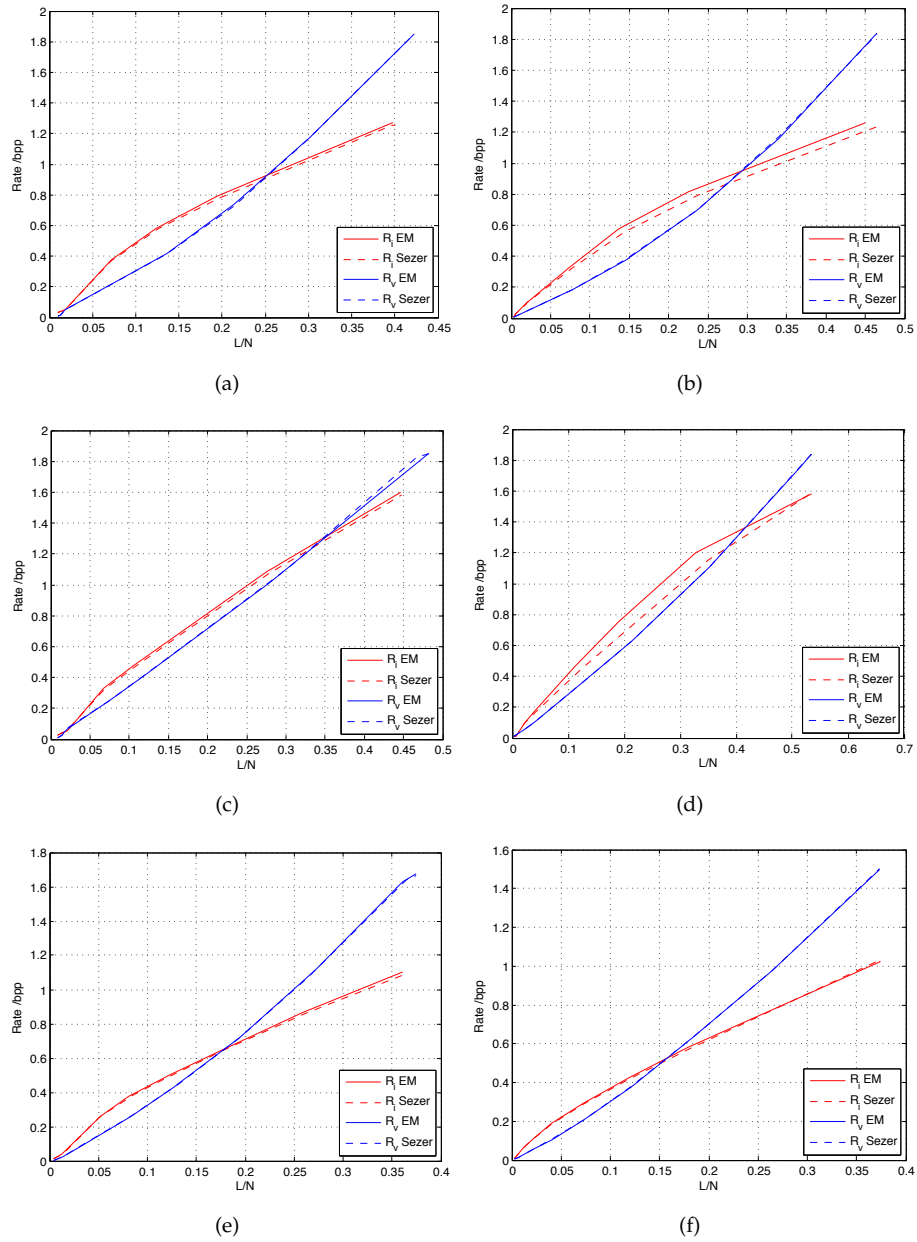 2
1.8
1.6
1.4
1.2
1
0.8
0.6
0.4
0.2
0
Rate /bpp
0.05 0.1 0.15 0.2 0.25 0.3 0.35 0.4 0.45
L/N
R_i EM
R_i Sezer
R_v EM
R_v Sezer
(a)
2
1.8
1.6
1.4
1.2
1
0.8
0.6
0.4
0.2
0
Rate /bpp
0 0.05 0.1 0.15 0.2 0.25 0.3 0.35 0.4 0.45 0.5
L/N
R_i EM
R_i Sezer
R_v EM
R_v Sezer
(b)
2
1.8
1.6
1.4
1.2
1
0.8
0.6
0.4
0.2
0
Rate /bpp
0 0.05 0.1 0.15 0.2 0.25 0.3 0.35 0.4 0.45 0.5
L/N
R_i EM
R_i Sezer
R_v EM
R_v Sezer
(c)
2
1.8
1.6
1.4
1.2
1
0.8
0.6
0.4
0.2
0
Rate /bpp
0 0.1 0.2 0.3 0.4 0.5 0.6 0.7
L/N
R_i EM
R_i Sezer
R_v EM
R_v Sezer
(d)
1.8
1.6
1.4
1.2
1
0.8
0.6
0.4
0.2
0
Rate /bpp
0 0.05 0.1 0.15 0.2 0.25 0.3 0.35 0.4
L/N
R_i EM
R_i Sezer
R_v EM
R_v Sezer
(e)
1.6
1.4
1.2
1
0.8
0.6
0.4
0.2
0
Rate /bpp
0 0.05 0.1 0.15 0.2 0.25 0.3 0.35 0.4
L/N
R_i EM
R_i Sezer
R_v EM
R_v Sezer
(f)